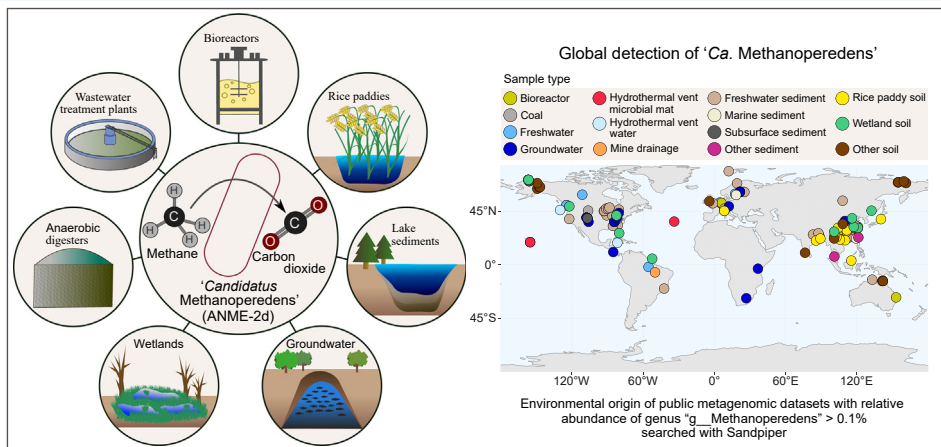 Bioreactors
Wastewater
treatment plants
Rice paddies
Anaerobic
digesters
H
H
C
H
H
Methane
O
C
O
Carbon
dioxide
'Candidatus
Methanoperedens'
(ANME-2d)
Lake
sediments
Wetlands
Groundwater
Global detection of 'Ca. Methanoperedens'
Sample type
Bioreactor
Coal
Freshwater
Groundwater
Hydrothermal vent
microbial mat
Hydrothermal vent
water
Mine drainage
Freshwater sediment
Marine sediment
Subsurface sediment
Other sediment
Rice paddy soil
Wetland soil
Other soil
45°N
0°
45°S
120°W
60°W
0°
60°E
120°E
Environmental origin of public metagenomic datasets with relative
abundance of genus "g__Methanoperedens" > 0.1%
searched with Sandpiper